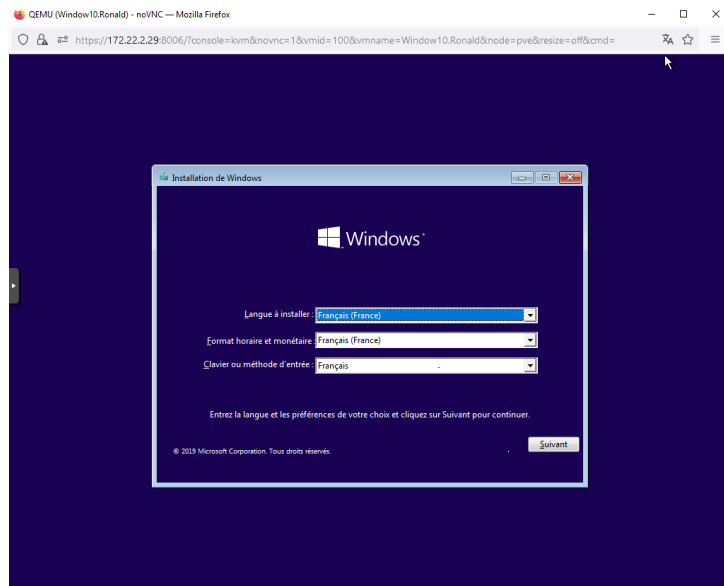 QEMU (Window10.Ronald) - noVNC — Mozilla Firefox
https://172.22.2.29:8006/?console=kvm&novnc=1&vmid=100&vmname=Window10.Ronald&node=pve&resize=off&cmd=
Installation de Windows
Windows
Langue à installer : Français (France)
Format horaire et monétaire : Français (France)
Clavier ou méthode d'entrée : Français
Entrez la langue et les préférences de votre choix et cliquez sur Suivant pour continuer.
© 2019 Microsoft Corporation. Tous droits réservés.
Suivant